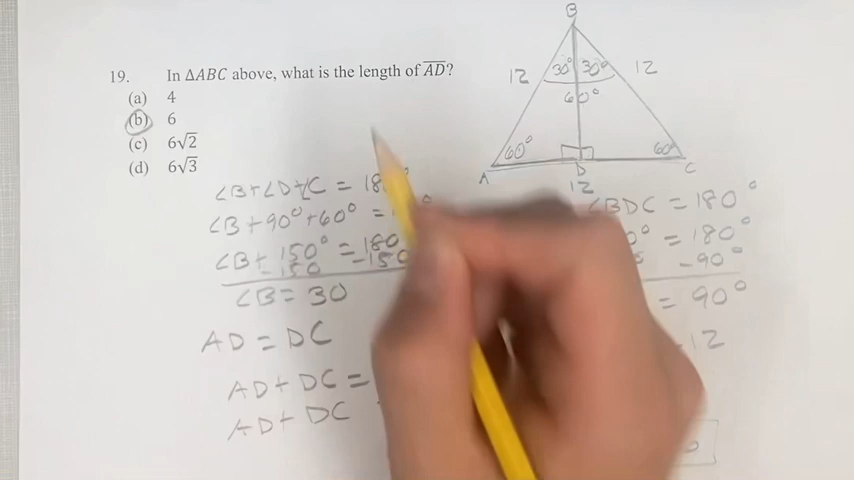 19. In ΔABC above, what is the length of AD?
(a) 4
(b) 6
(c) 6√2
(d) 6√3
B
12
30° 30°
12
60°
60°
60°
A
D
C
12
∠B+∠D+∠C = 18
∠B+90°+60° =
∠B+ 150° = 180
-150 -150
∠B = 30
AD = DC
AD + DC =
AD + DC
∠BDC = 180°
0° = 180°
-90°
= 90°
12